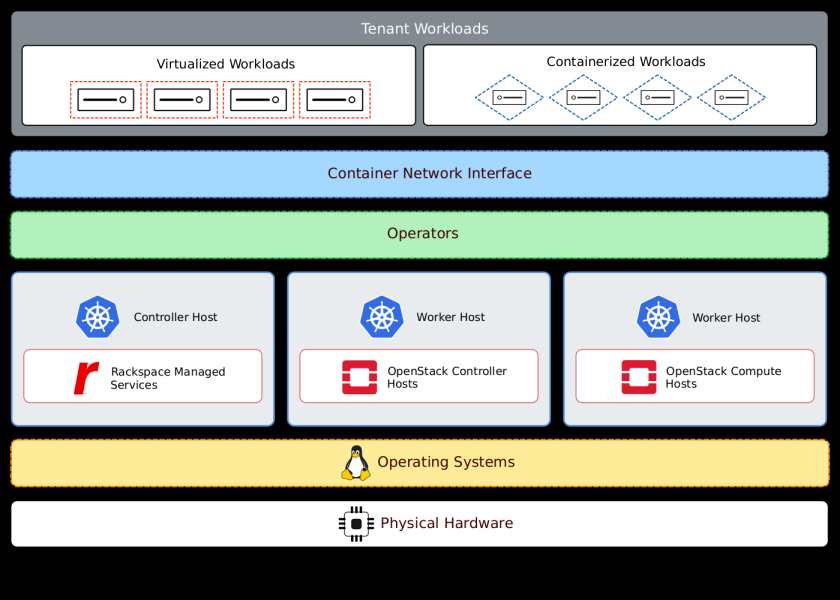 Tenant Workloads
Virtualized Workloads
Containerized Workloads
Container Network Interface
Operators
Controller Host
Rackspace Managed
Services
Worker Host
OpenStack Controller
Hosts
Worker Host
OpenStack Compute
Hosts
Operating Systems
Physical Hardware